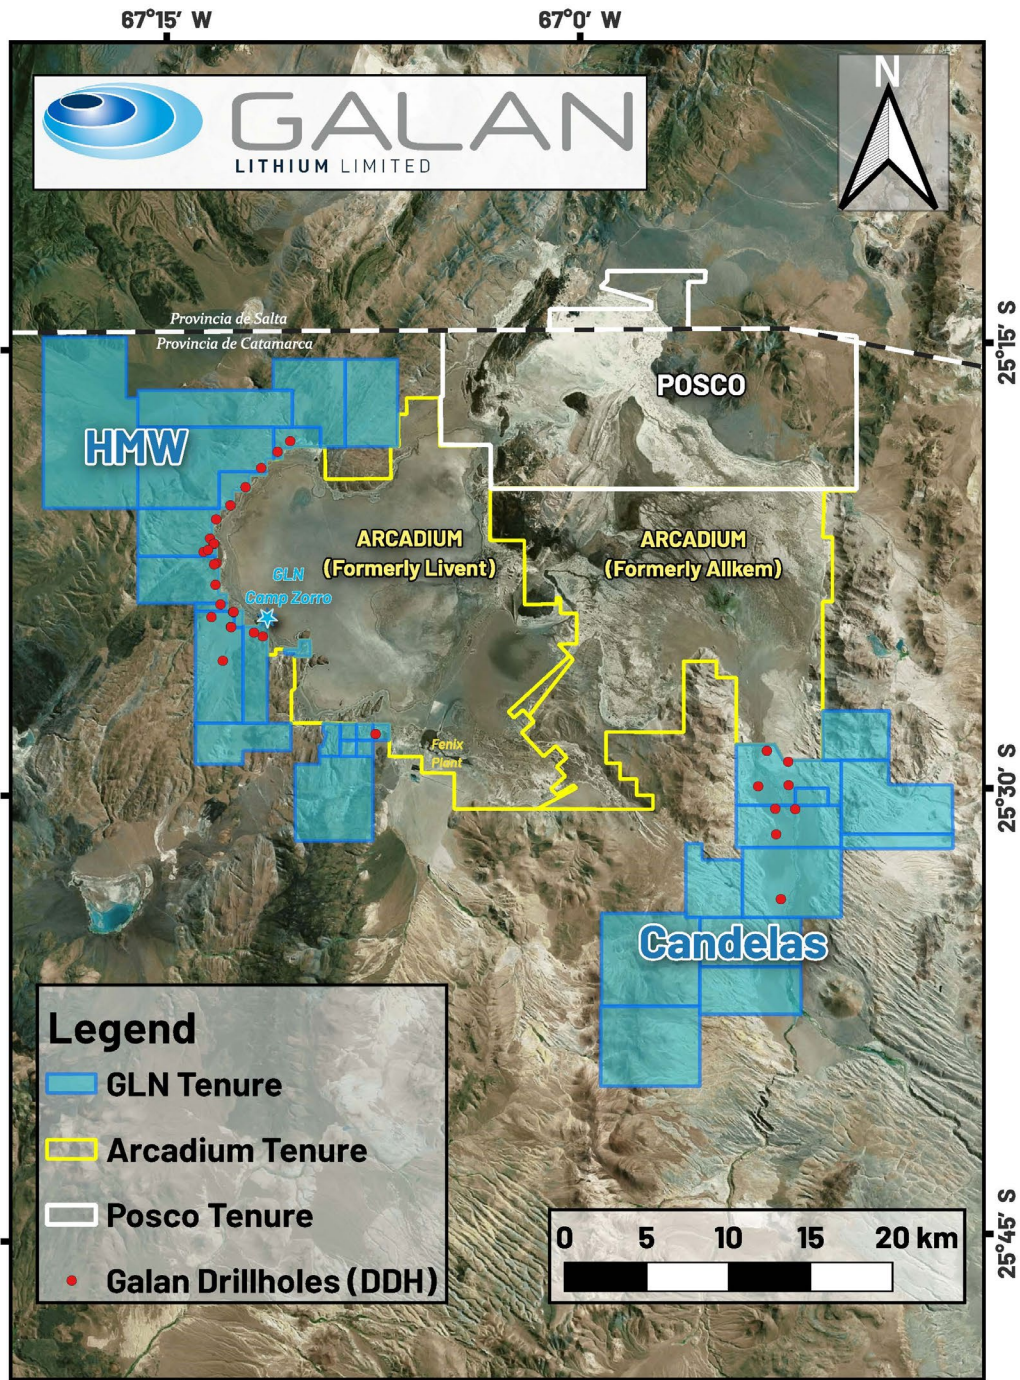 67°15' W
67°0' W
GALAN
LITHIUM LIMITED
N
Provincia de Salta
Provincia de Catamarca
25°15' S
POSCO
HMW
ARCADIUM
(Formerly Livent)
ARCADIUM
(Formerly Allkem)
GLN
Camp Zorro
Fenix
Plant
25°30' S
Candelas
Legend
GLN Tenure
Arcadium Tenure
Posco Tenure
Galan Drillholes (DDH)
0 5 10 15 20 km
25°45' S